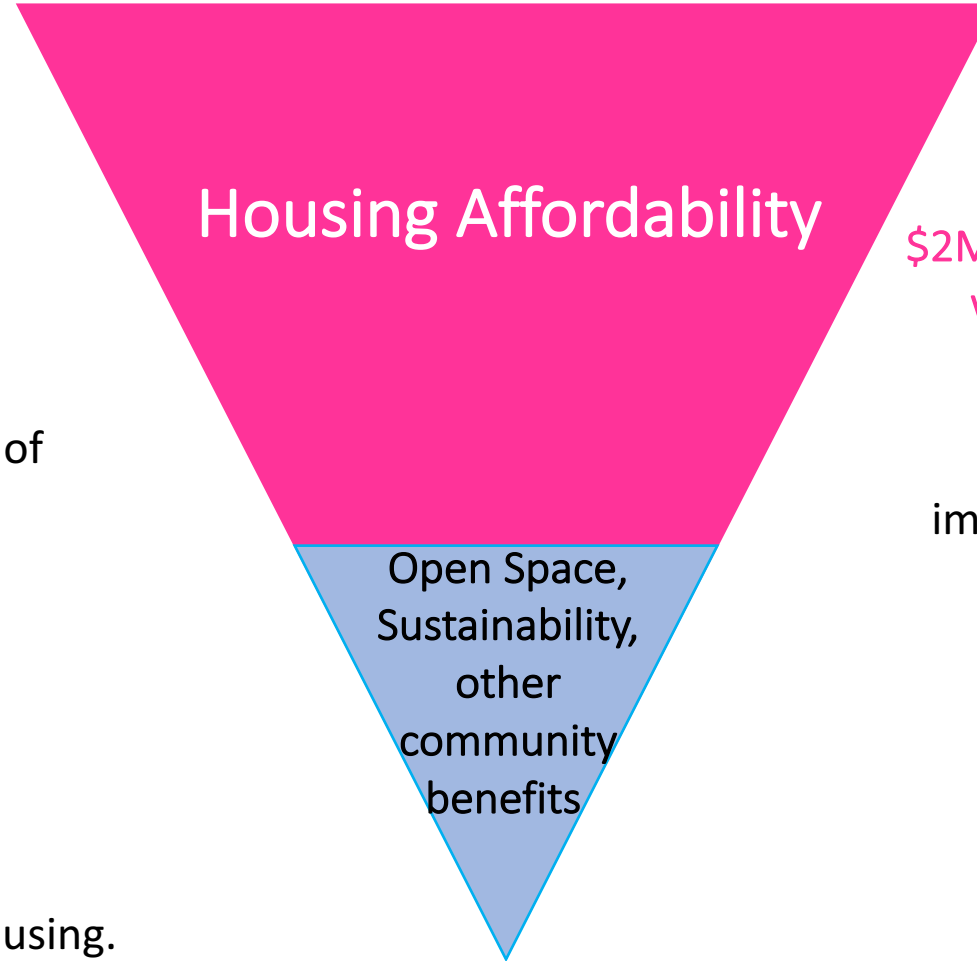 Housing Affordability
$2M
of
im
Open Space,
Sustainability,
other
community
benefits
using.